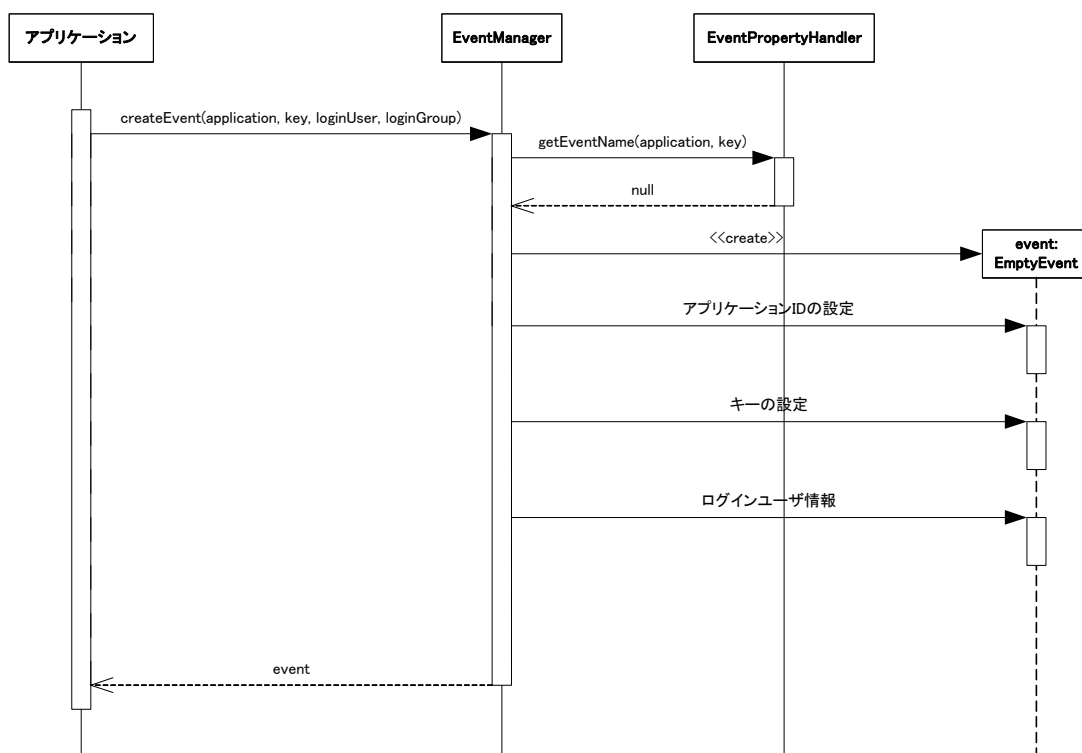 アプリケーション
EventManager
EventPropertyHandler
createEvent(application, key, loginUser, loginGroup)
getEventName(application, key)
null
<<create>>
event:
EmptyEvent
アプリケーションIDの設定
キーの設定
ログインユーザ情報
event